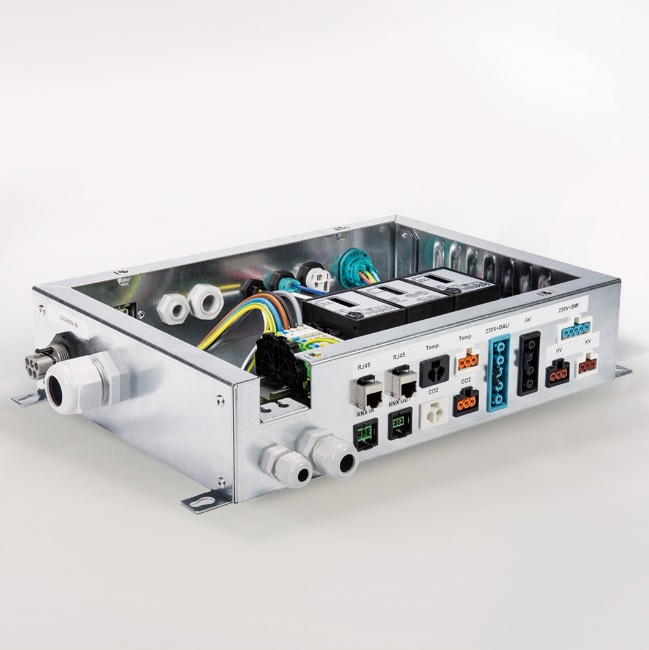 RJ45
RJ45
Temp.
Temp.
230V+DALI
Jal.
230V~SMI
KNX IN
KNX OUT
CO2
CO2
HV
KV